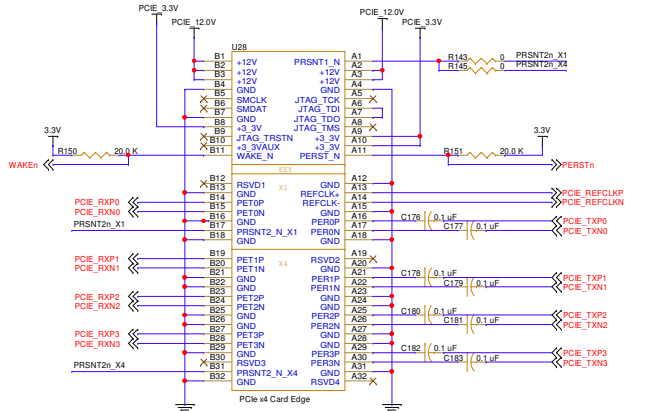 PCIE_3.3V
PCIE_12.0V
PCIE_12.0V
PCIE_3.3V
U28
B1 +12V PRSNT1_N A1
B2 +12V +12V A2
B3 +12V +12V A3
B4 GND GND A4
B5 SMCLK JTAG_TCK A5
B6 SMDAT JTAG_TDI A6
B7 GND JTAG_TDO A7
B8 +3_3V JTAG_TMS A8
B9 JTAG_TRSTN +3_3V A9
B10 +3_3VAUX +3_3V A10
B11 WAKE_N PERST_N A11
R143 0 PRSNT2n_X1
R145 0 PRSNT2n_X4
3.3V
R150 20.0 K
WAKEn
3.3V
R151 20.0 K
PERSTn
KEY
X1
B12 RSVD1 GND A12
B13 GND REFCLK+ A13 PCIE_REFCLKP
PCIE_RXP0 B14 PET0P REFCLK- A14 PCIE_REFCLKN
PCIE_RXN0 B15 PET0N GND A15
B16 GND PER0P A16 C176 0.1 uF PCIE_TXP0
PRSNT2n_X1 B17 PRSNT2_N_X1 PER0N A17 C177 0.1 uF PCIE_TXN0
B18 GND GND A18
X4
PCIE_RXP1 B19 PET1P RSVD2 A19
PCIE_RXN1 B20 PET1N GND A20
B21 GND PER1P A21 C178 0.1 uF PCIE_TXP1
B22 GND PER1N A22 C179 0.1 uF PCIE_TXN1
PCIE_RXP2 B23 PET2P GND A23
PCIE_RXN2 B24 PET2N GND A24
B25 GND PER2P A25 C180 0.1 uF PCIE_TXP2
B26 GND PER2N A26 C181 0.1 uF PCIE_TXN2
PCIE_RXP3 B27 PET3P GND A27
PCIE_RXN3 B28 PET3N GND A28
B29 GND PER3P A29 C182 0.1 uF PCIE_TXP3
B30 RSVD3 PER3N A30 C183 0.1 uF PCIE_TXN3
PRSNT2n_X4 B31 PRSNT2_N_X4 GND A31
B32 GND RSVD4 A32
PCIe x4 Card Edge